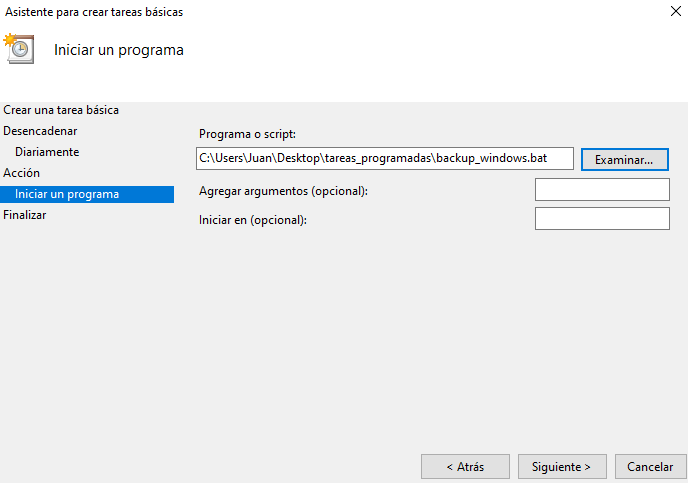 Asistente para crear tareas básicas
Iniciar un programa
Crear una tarea básica
Desencadenar
Diariamente
Acción
Iniciar un programa
Finalizar
Programa o script:
C:\Users\Juan\Desktop\tareas_programadas\backup_windows.bat
Examinar...
Agregar argumentos (opcional):
Iniciar en (opcional):
< Atrás
Siguiente >
Cancelar